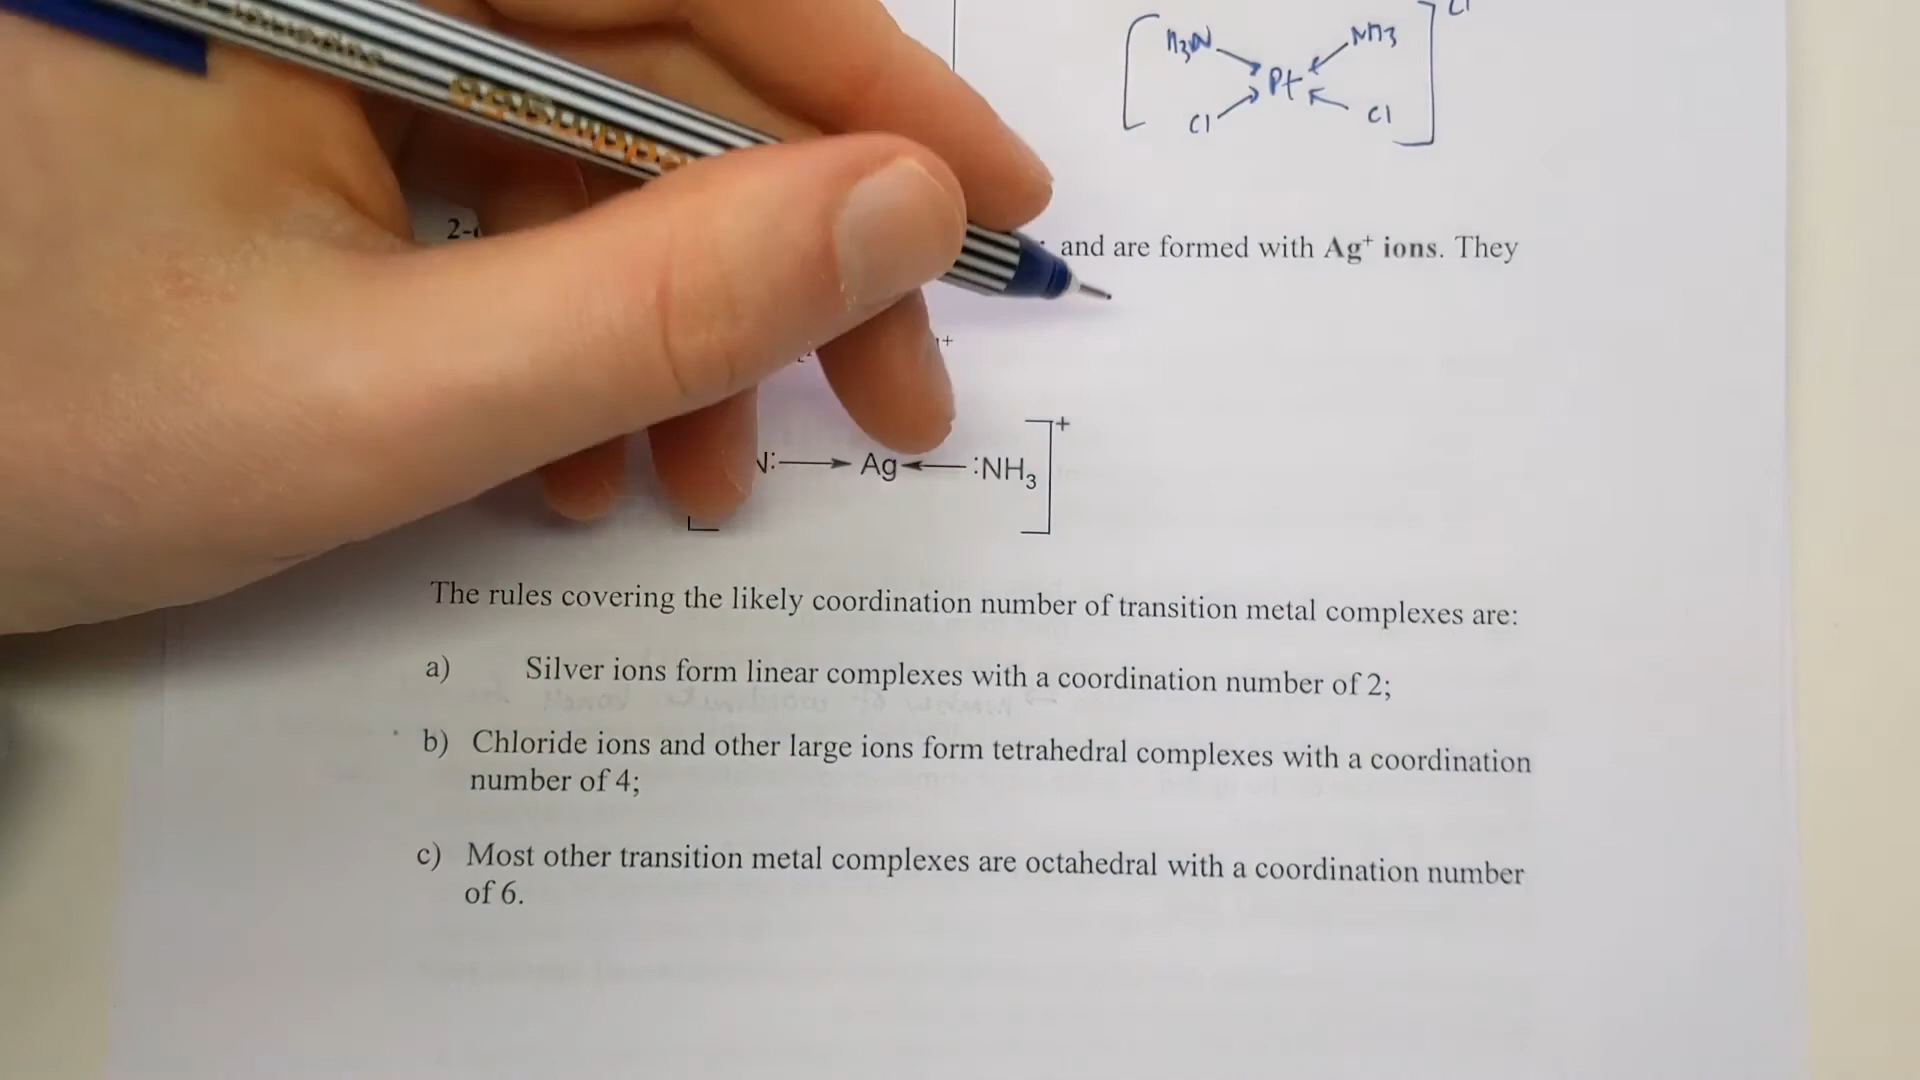 H3N NH3
Pt
Cl Cl
and are formed with Ag+ ions. They
N: Ag :NH3 ]+
The rules covering the likely coordination number of transition metal complexes are:
a) Silver ions form linear complexes with a coordination number of 2;
b) Chloride ions and other large ions form tetrahedral complexes with a coordination
number of 4;
c) Most other transition metal complexes are octahedral with a coordination number
of 6.